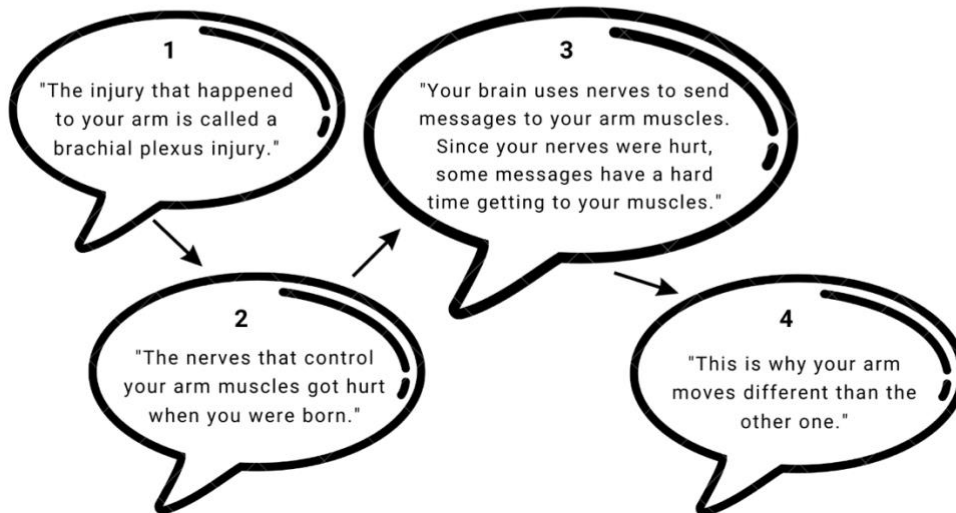 1
"The injury that happened
to your arm is called a
brachial plexus injury."
2
"The nerves that control
your arm muscles got hurt
when you were born."
3
"Your brain uses nerves to send
messages to your arm muscles.
Since your nerves were hurt,
some messages have a hard
time getting to your muscles."
4
"This is why your arm
moves different than the
other one."